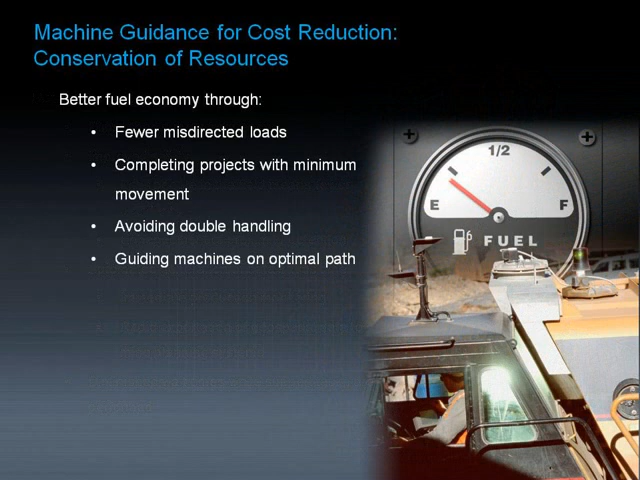 Machine Guidance for Cost Reduction:
Conservation of Resources
Better fuel economy through:
• Fewer misdirected loads
• Completing projects with minimum
movement
• Avoiding double handling
• Guiding machines on optimal path
1/2
E F
FUEL